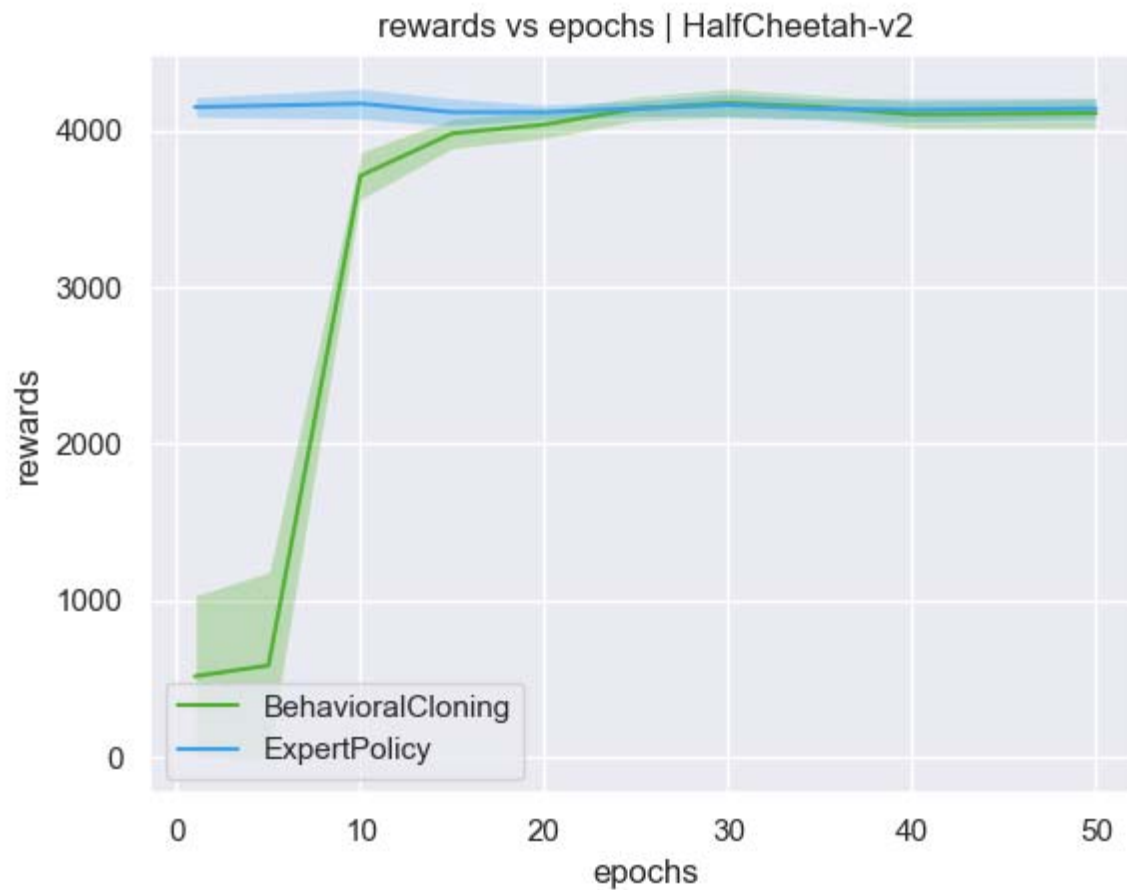 rewards vs epochs | HalfCheetah-v2
4000
3000
2000
1000
0
rewards
BehavioralCloning
ExpertPolicy
0 10 20 30 40 50
epochs